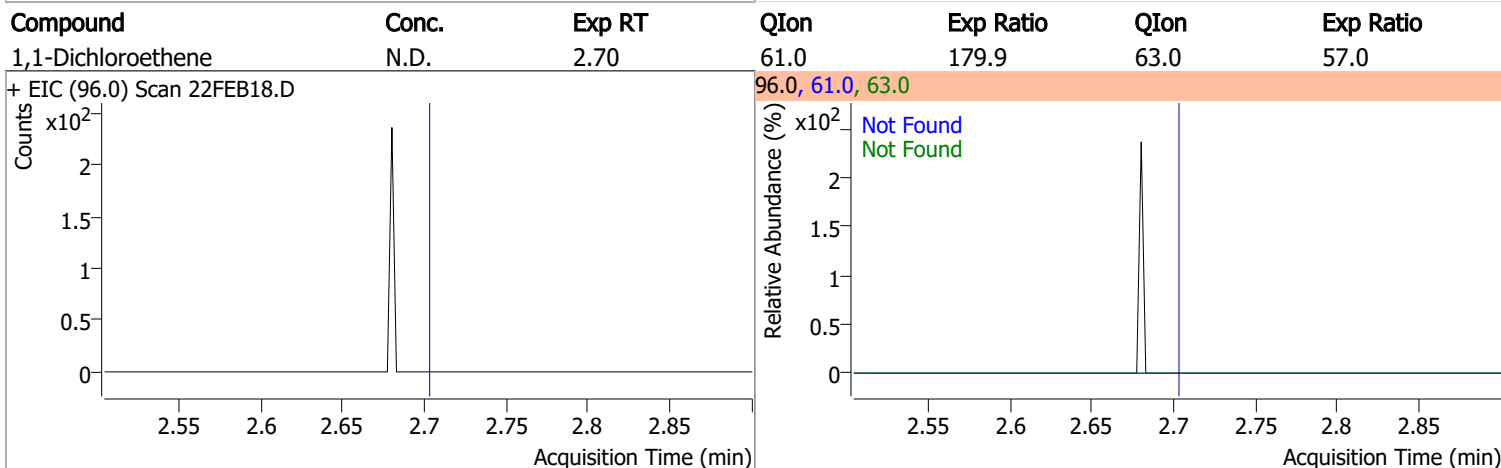 Compound Conc. Exp RT QIon Exp Ratio QIon Exp Ratio
1,1-Dichloroethene N.D. 2.70 61.0 179.9 63.0 57.0
+ EIC (96.0) Scan 22FEB18.D
Counts
x10²
2
1.5
1
0.5
0
2.55 2.6 2.65 2.7 2.75 2.8 2.85
Acquisition Time (min)
96.0, 61.0, 63.0
Relative Abundance (%)
x10²
Not Found
Not Found
2
1.5
1
0.5
0
2.55 2.6 2.65 2.7 2.75 2.8 2.85
Acquisition Time (min)